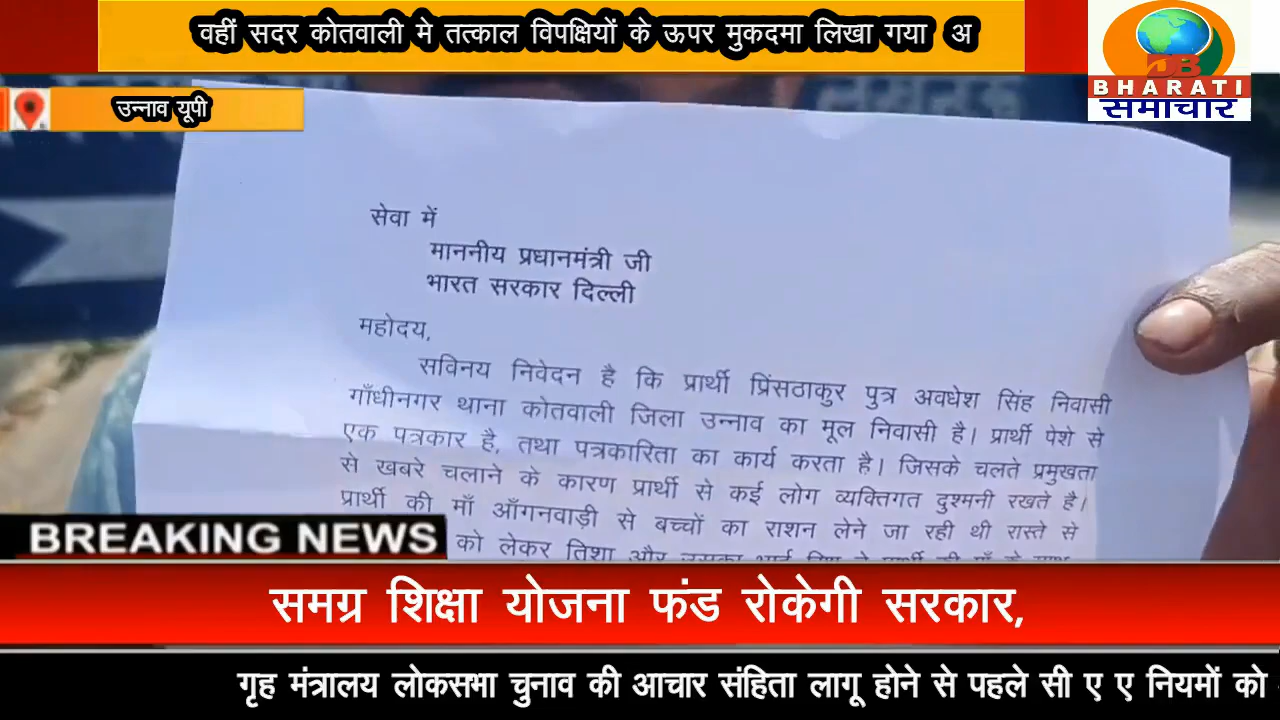 वहीं सदर कोतवाली मे तत्काल विपक्षियों के ऊपर मुकदमा लिखा गया अ
BHARATI
समाचार
उन्नाव यूपी
सेवा में
माननीय प्रधानमंत्री जी
भारत सरकार दिल्ली
महोदय,
सविनय निवेदन है कि प्रार्थी प्रिंसठाकुर पुत्र अवधेश सिंह निवासी
गाँधीनगर थाना कोतवाली जिला उन्नाव का मूल निवासी है। प्रार्थी पेशे से
एक पत्रकार है, तथा पत्रकारिता का कार्य करता है। जिसके चलते प्रमुखता
से खबरे चलाने के कारण प्रार्थी से कई लोग व्यक्तिगत दुश्मनी रखते है।
प्रार्थी की माँ आँगनवाड़ी से बच्चों का राशन लेने जा रही थी रास्ते से
को लेकर
BREAKING NEWS
समग्र शिक्षा योजना फंड रोकेगी सरकार,
गृह मंत्रालय लोकसभा चुनाव की आचार संहिता लागू होने से पहले सी ए ए नियमों को